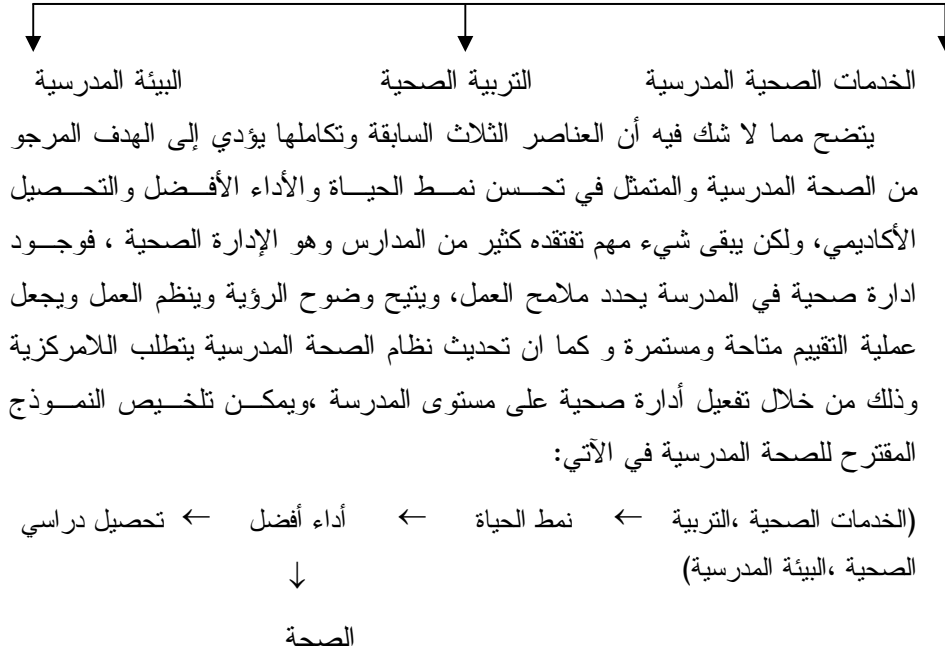 الخدمات الصحية المدرسية التربية الصحية البيئة المدرسية
يتضح مما لا شك فيه أن العناصر الثلاث السابقة وتكاملها يؤدي إلى الهدف المرجو
من الصحة المدرسية والمتمثل في تحسن نمط الحياة والأداء الأفضل والتحصيل
الأكاديمي، ولكن يبقى شيء مهم تفتقده كثير من المدارس وهو الإدارة الصحية ، فوجود
ادارة صحية في المدرسة يحدد ملامح العمل، ويتيح وضوح الرؤية وينظم العمل ويجعل
عملية التقييم متاحة ومستمرة و كما ان تحديث نظام الصحة المدرسية يتطلب اللامركزية
وذلك من خلال تفعيل أدارة صحية على مستوى المدرسة ،ويمكن تلخيص النموذج
المقترح للصحة المدرسية في الآتي:
(الخدمات الصحية ،التربية ← نمط الحياة ← أداء أفضل ← تحصيل دراسي
الصحية ،البيئة المدرسية) ↓
الصحة